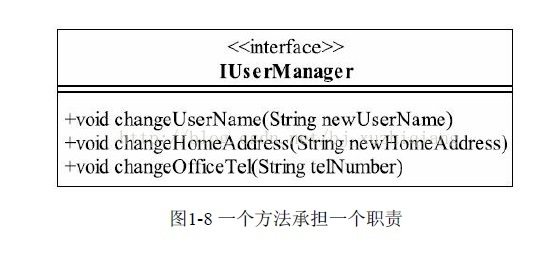 <<interface>>
IUserManager
+void changeUserName(String newUserName)
+void changeHomeAddress(String newHomeAddress)
+void changeOfficeTel(String telNumber)
图1-8 一个方法承担一个职责